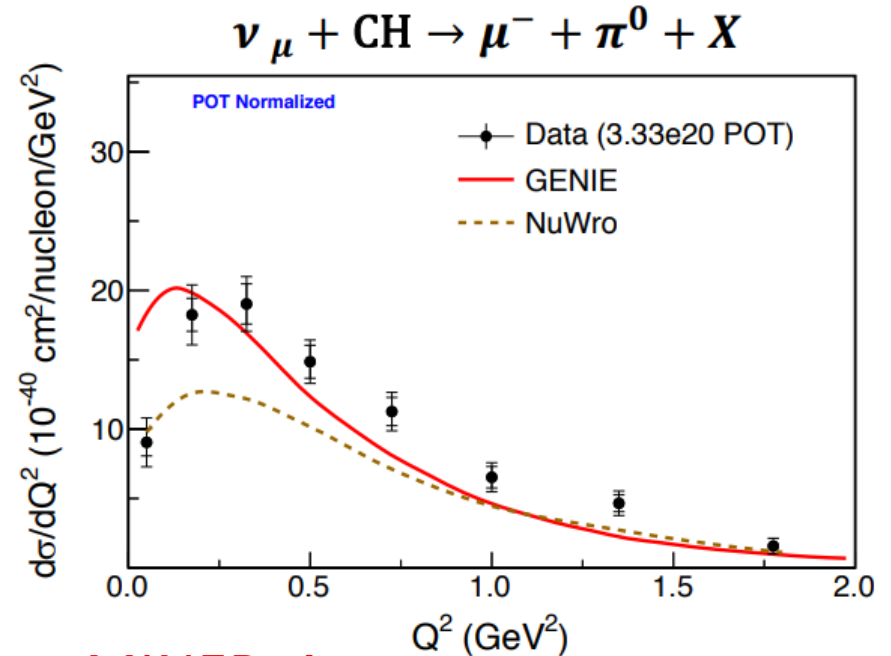 ν μ + CH → μ⁻ + π⁰ + X
POT Normalized
Data (3.33e20 POT)
GENIE
NuWro
dσ/dQ² (10⁻⁴⁰ cm²/nucleon/GeV²)
30
20
10
0.0 0.5 1.0 1.5 2.0
Q² (GeV²)